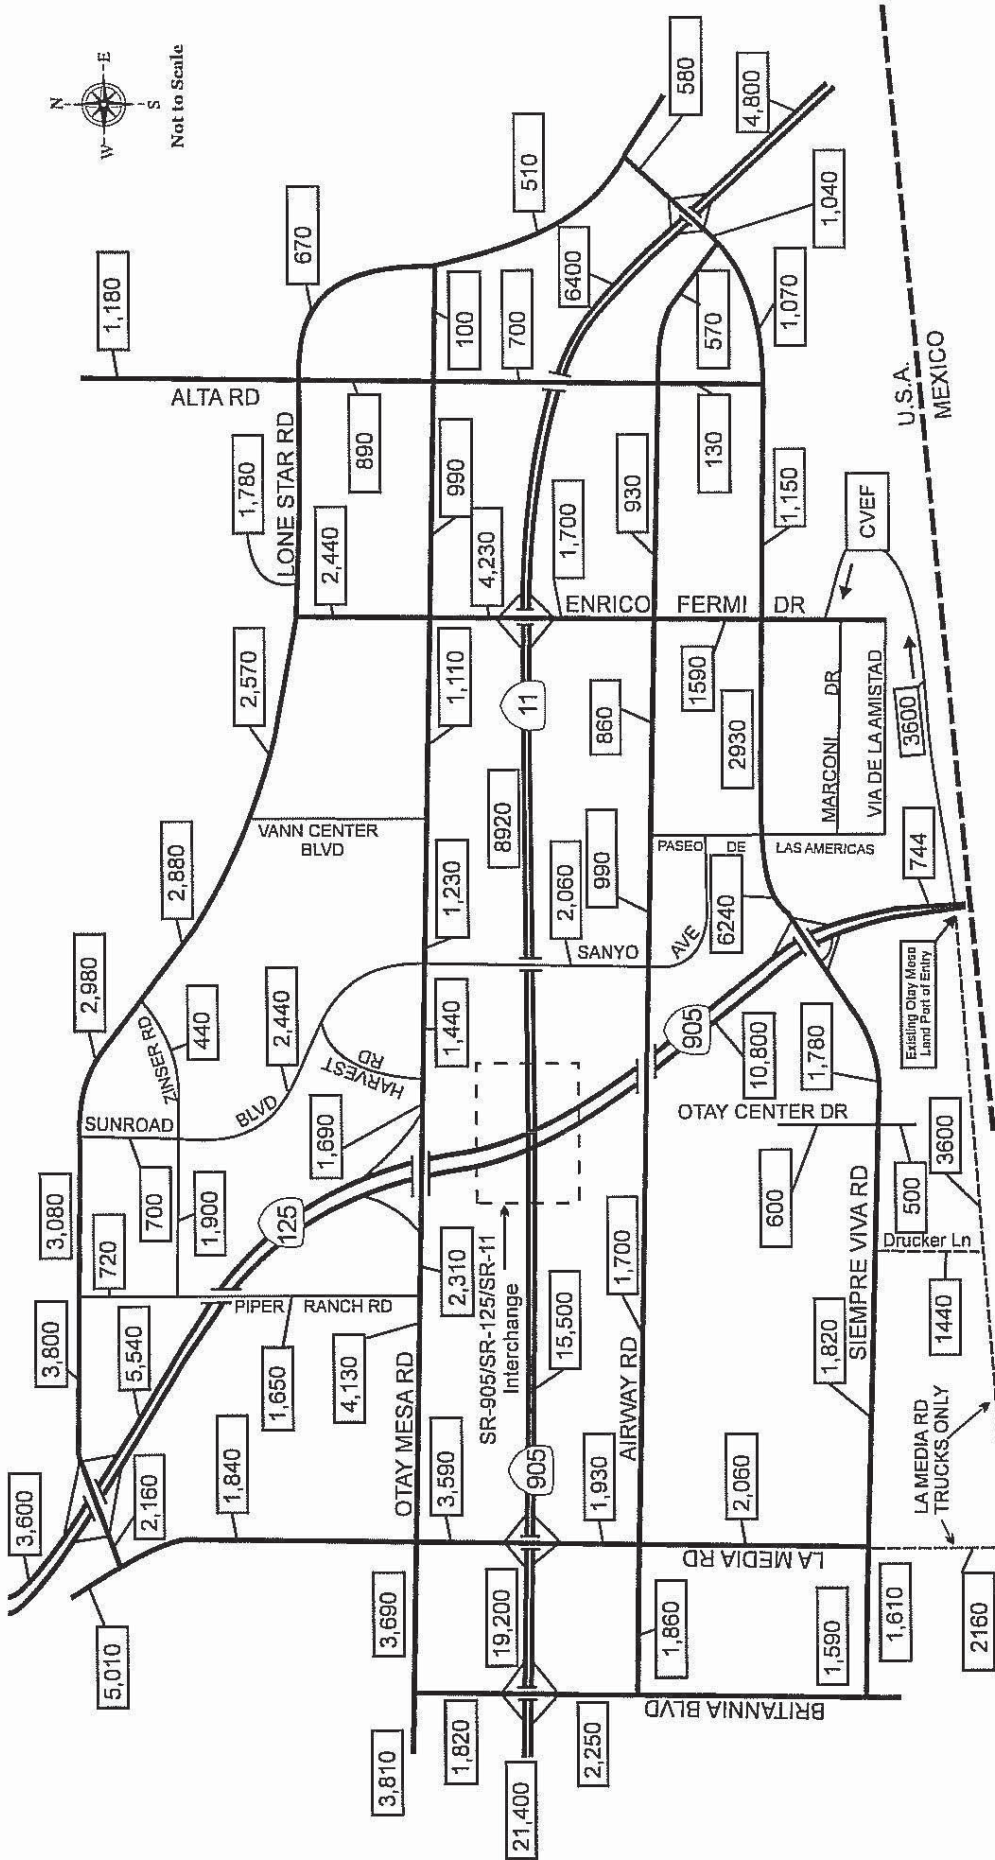 N
W
E
S
Not to Scale
1,180
ALTA RD
670
510
580
4,800
1,040
1,070
570
6400
700
100
890
130
LONE STAR RD
1,780
2,440
990
4,230
1,700
930
1,150
ENRICO FERMI DR
CVEF
U.S.A.
MEXICO
2,570
1,110
11
860
1590
2930
MARCONI DR
VIA DE LA AMISTAD
3600
VANN CENTER
BLVD
8920
PASEO DE LAS AMERICAS
2,880
1,230
2,060
990
6240
744
SANYO AVE
2,980
ZINSER RD
440
2,440
HARVEST
RD
1,440
905
10,800
1,780
Existing Otay Mesa
Land Port of Entry
SUNROAD BLVD
1,690
OTAY CENTER DR
3,080
700
1,900
125
600
500
3600
720
PIPER RANCH RD
2,310
SR-905/SR-125/SR-11
Interchange
1,700
SIEMPRE VIVA RD
Drucker Ln
3,800
5,540
1,650
4,130
15,500
1,820
1440
OTAY MESA RD
AIRWAY RD
LA MEDIA RD
TRUCKS ONLY
3,600
2,160
1,840
3,590
905
1,930
2,060
LA MEDIA RD
5,010
3,690
19,200
1,860
1,590
1,610
2160
3,810
1,820
2,250
BRITANNIA BLVD
21,400